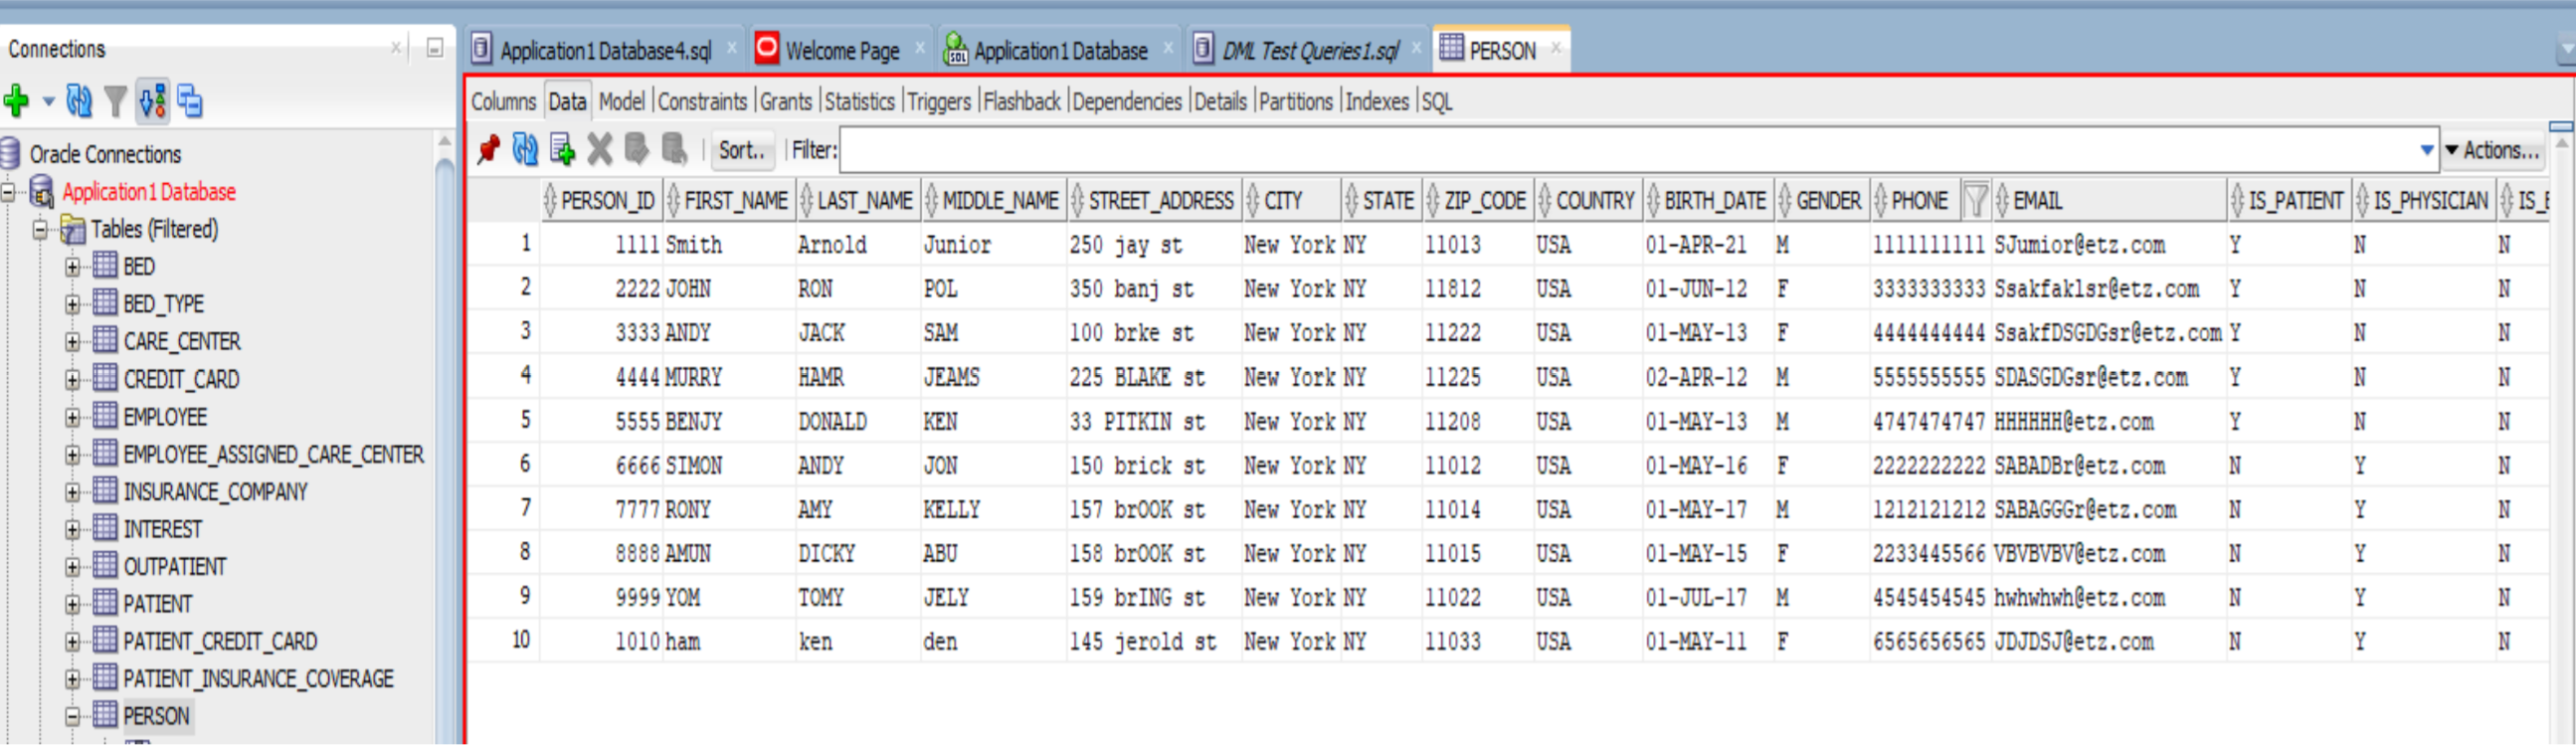 Connections
Application1 Database4.sql Welcome Page Application1 Database DML Test Queries1.sql PERSON
Columns Data Model Constraints Grants Statistics Triggers Flashback Dependencies Details Partitions Indexes SQL
Sort.. Filter: Actions...
Oracle Connections
Application1 Database
Tables (Filtered)
BED
BED_TYPE
CARE_CENTER
CREDIT_CARD
EMPLOYEE
EMPLOYEE_ASSIGNED_CARE_CENTER
INSURANCE_COMPANY
INTEREST
OUTPATIENT
PATIENT
PATIENT_CREDIT_CARD
PATIENT_INSURANCE_COVERAGE
PERSON
PERSON_ID FIRST_NAME LAST_NAME MIDDLE_NAME STREET_ADDRESS CITY STATE ZIP_CODE COUNTRY BIRTH_DATE GENDER PHONE EMAIL IS_PATIENT IS_PHYSICIAN
1 1111 Smith Arnold Junior 250 jay st New York NY 11013 USA 01-APR-21 M 1111111111 SJumior@etz.com Y N N
2 2222 JOHN RON POL 350 banj st New York NY 11812 USA 01-JUN-12 F 3333333333 Ssakfaklsr@etz.com Y N N
3 3333 ANDY JACK SAM 100 brke st New York NY 11222 USA 01-MAY-13 F 4444444444 SsakfDSGDGsr@etz.com Y N N
4 4444 MURRY HAMR JEAMS 225 BLAKE st New York NY 11225 USA 02-APR-12 M 5555555555 SDASGDGsr@etz.com Y N N
5 5555 BENJY DONALD KEN 33 PITKIN st New York NY 11208 USA 01-MAY-13 M 4747474747 HHHHHH@etz.com Y N N
6 6666 SIMON ANDY JON 150 brick st New York NY 11012 USA 01-MAY-16 F 2222222222 SABADBr@etz.com N Y N
7 7777 RONY AMY KELLY 157 brOOK st New York NY 11014 USA 01-MAY-17 M 1212121212 SABAGGGr@etz.com N Y N
8 8888 AMUN DICKY ABU 158 brOOK st New York NY 11015 USA 01-MAY-15 F 2233445566 VBVBVBV@etz.com N Y N
9 9999 YOM TOMY JELY 159 brING st New York NY 11022 USA 01-JUL-17 M 4545454545 hwhwhwh@etz.com N Y N
10 1010 ham ken den 145 jerold st New York NY 11033 USA 01-MAY-11 F 6565656565 JDJDSJ@etz.com N Y N